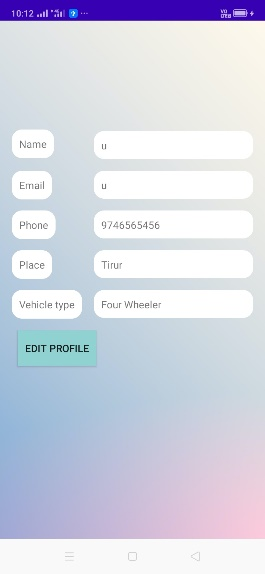 10:12
Name u
Email u
Phone 9746565456
Place Tirur
Vehicle type Four Wheeler
EDIT PROFILE